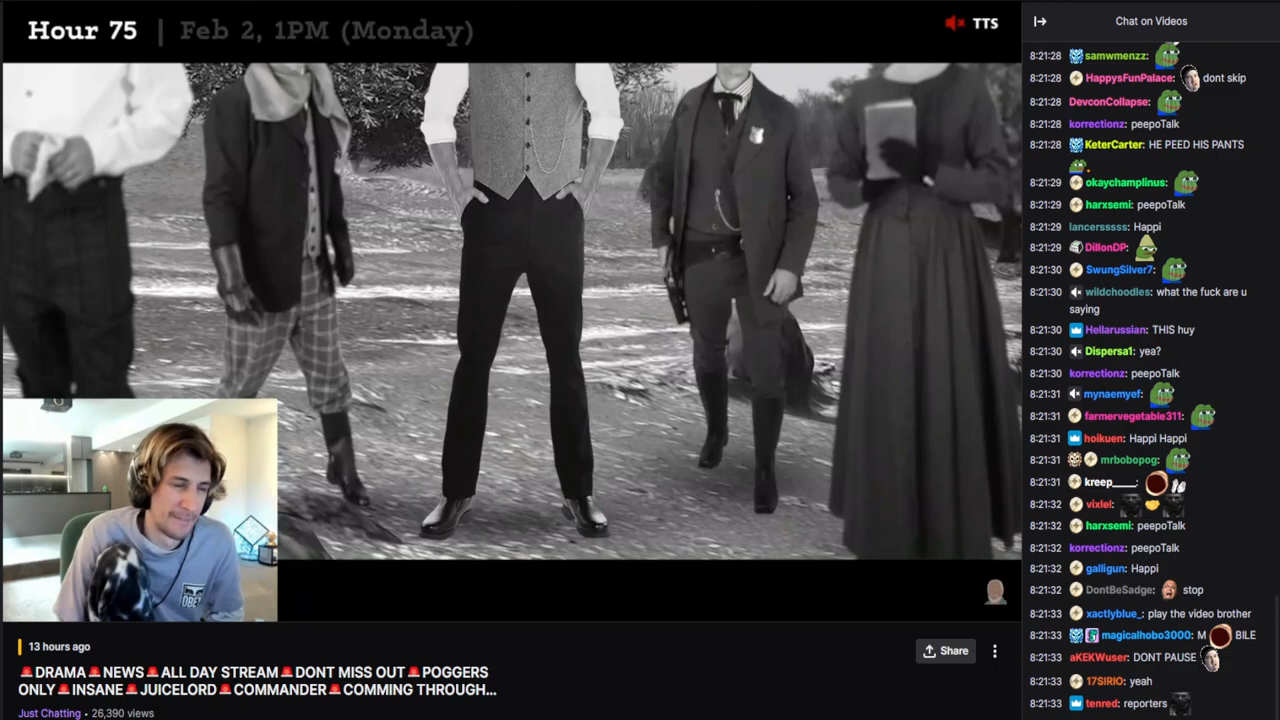 Hour 75 | Feb 2, 1PM (Monday)
TTS
OBEY
13 hours ago
Share
🚨DRAMA🚨NEWS🚨ALL DAY STREAM🚨DONT MISS OUT🚨POGGERS
ONLY🚨INSANE🚨JUICELORD🚨COMMANDER🚨COMMING THROUGH...
Just Chatting • 26,390 views
Chat on Videos
8:21:28 samwmenzz:
8:21:28 HappysFunPalace: dont skip
8:21:28 DevconCollapse:
8:21:28 korrectionz: peepoTalk
8:21:28 KeterCarter: HE PEED HIS PANTS
8:21:29 okaychamplinus:
8:21:29 harxsemi: peepoTalk
8:21:29 lancersssss: Happi
8:21:29 DillonDP:
8:21:30 SwungSilver7:
8:21:30 wildchoodles: what the fuck are u
saying
8:21:30 Hellarussian: THIS huy
8:21:30 Dispersa1: yea?
8:21:30 korrectionz: peepoTalk
8:21:31 mynaemyef:
8:21:31 farmervegetable311:
8:21:31 hoikuen: Happi Happi
8:21:31 mrbobopog:
8:21:31 kreep____:
8:21:32 vixlel:
8:21:32 harxsemi: peepoTalk
8:21:32 korrectionz: peepoTalk
8:21:32 galligun: Happi
8:21:32 DontBeSadge: stop
8:21:33 xactlyblue_: play the video brother
8:21:33 magicalhobo3000: M BILE
8:21:33 aKEKWuser: DONT PAUSE
8:21:33 17SIRIO: yeah
8:21:33 tenred: reporters